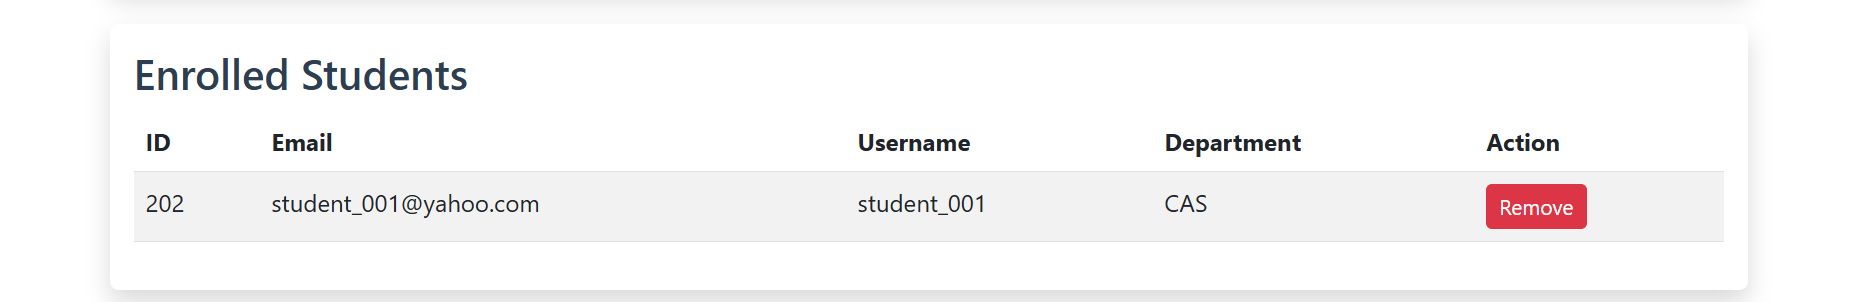 Enrolled Students
ID Email Username Department Action
202 student_001@yahoo.com student_001 CAS Remove